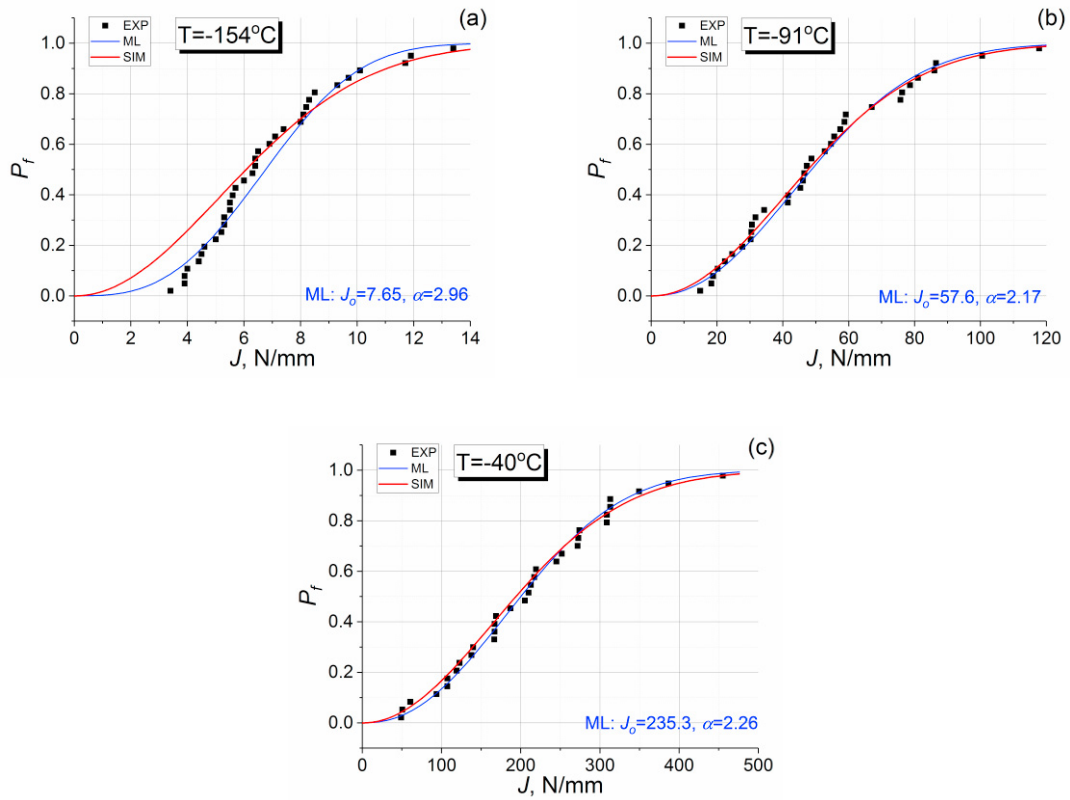 (a)
EXP
ML
SIM
T=-154°C
1.0
0.8
0.6
0.4
0.2
0.0
P_f
ML: J_o=7.65, α=2.96
0 2 4 6 8 10 12 14
J, N/mm
(b)
EXP
ML
SIM
T=-91°C
1.0
0.8
0.6
0.4
0.2
0.0
P_f
ML: J_o=57.6, α=2.17
0 20 40 60 80 100 120
J, N/mm
(c)
EXP
ML
SIM
T=-40°C
1.0
0.8
0.6
0.4
0.2
0.0
P_f
ML: J_o=235.3, α=2.26
0 100 200 300 400 500
J, N/mm